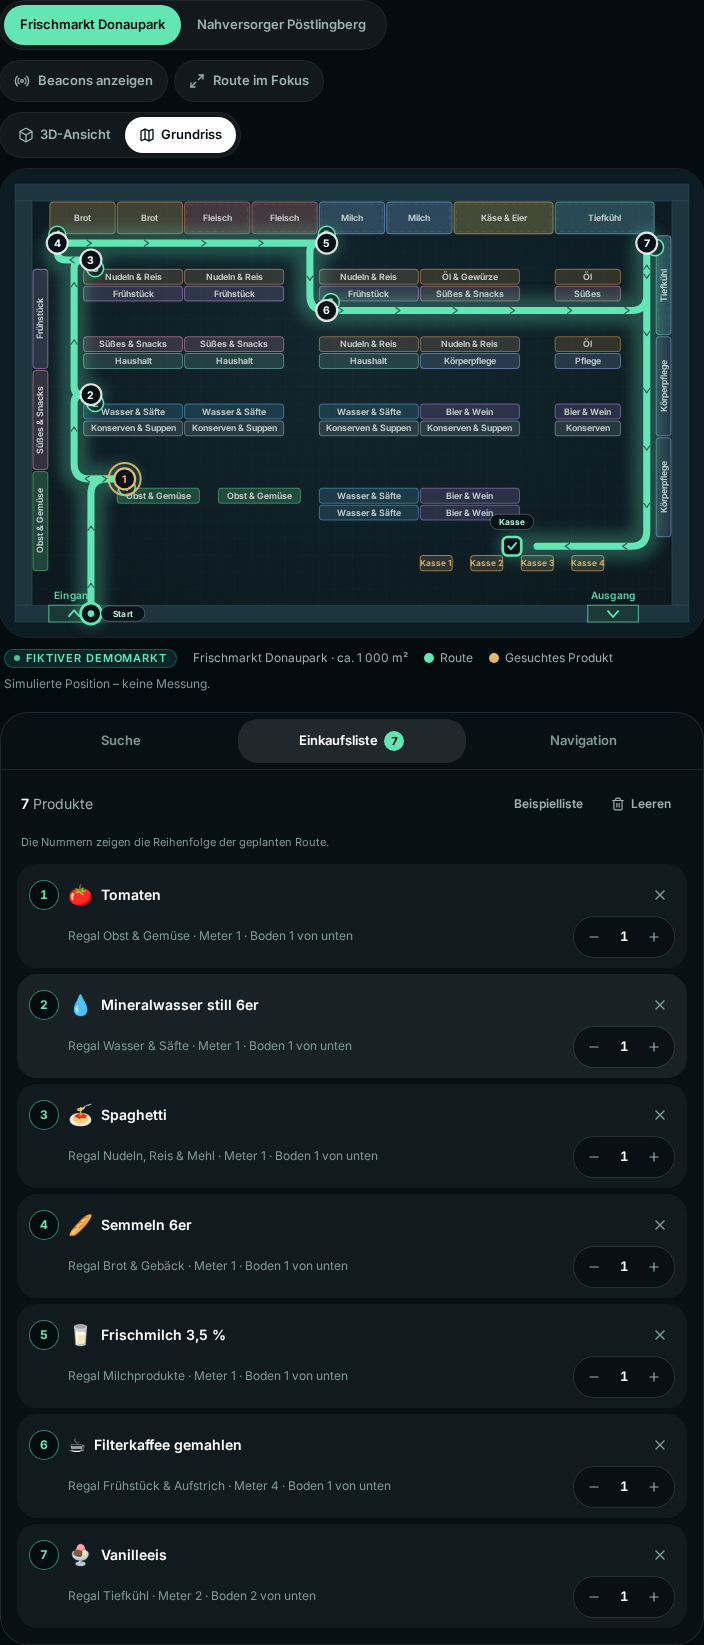 Frischmarkt Donaupark Nahversorger Pöstlingberg
Beacons anzeigen Route im Fokus
3D-Ansicht Grundriss
Brot Brot Fleisch Fleisch Milch Milch Käse & Eier Tiefkühl
4 5 7
3
Nudeln & Reis Nudeln & Reis Nudeln & Reis Öl & Gewürze Öl
Frühstück Frühstück Frühstück Süßes & Snacks Süßes
6
Frühstück
Tiefkühl
Süßes & Snacks Süßes & Snacks Nudeln & Reis Nudeln & Reis Öl
Haushalt Haushalt Haushalt Körperpflege Pflege
2
Süßes & Snacks
Körperpflege
Wasser & Säfte Wasser & Säfte Wasser & Säfte Bier & Wein Bier & Wein
Konserven & Suppen Konserven & Suppen Konserven & Suppen Konserven & Suppen Konserven
1
Obst & Gemüse
Körperpflege
Obst & Gemüse Obst & Gemüse Wasser & Säfte Bier & Wein
Wasser & Säfte Bier & Wein
Kasse
Kasse 1 Kasse 2 Kasse 3 Kasse 4
Eingang Ausgang
Start
FIKTIVER DEMOMARKT Frischmarkt Donaupark · ca. 1 000 m² Route Gesuchtes Produkt
Simulierte Position – keine Messung.
Suche Einkaufsliste 7 Navigation
7 Produkte Beispielliste Leeren
Die Nummern zeigen die Reihenfolge der geplanten Route.
1 Tomaten
Regal Obst & Gemüse · Meter 1 · Boden 1 von unten − 1 +
2 Mineralwasser still 6er
Regal Wasser & Säfte · Meter 1 · Boden 1 von unten − 1 +
3 Spaghetti
Regal Nudeln, Reis & Mehl · Meter 1 · Boden 1 von unten − 1 +
4 Semmeln 6er
Regal Brot & Gebäck · Meter 1 · Boden 1 von unten − 1 +
5 Frischmilch 3,5 %
Regal Milchprodukte · Meter 1 · Boden 1 von unten − 1 +
6 Filterkaffee gemahlen
Regal Frühstück & Aufstrich · Meter 4 · Boden 1 von unten − 1 +
7 Vanilleeis
Regal Tiefkühl · Meter 2 · Boden 2 von unten − 1 +